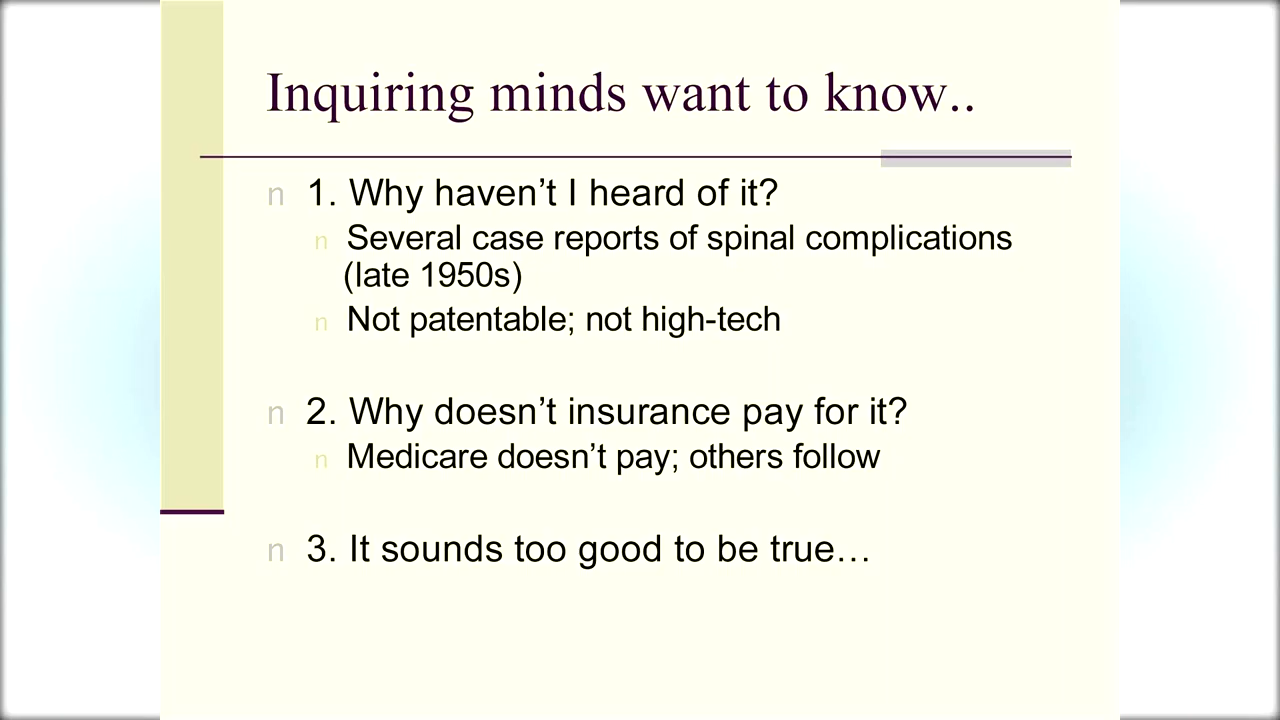 Inquiring minds want to know..
n 1. Why haven’t I heard of it?
n Several case reports of spinal complications
(late 1950s)
n Not patentable; not high-tech
n 2. Why doesn’t insurance pay for it?
n Medicare doesn’t pay; others follow
n 3. It sounds too good to be true…